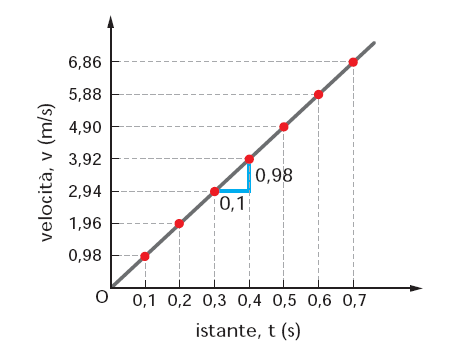 velocità, v (m/s)
6,86
5,88
4,90
3,92
2,94
1,96
0,98
0,98
0,1
O
0,1 0,2 0,3 0,4 0,5 0,6 0,7
istante, t (s)